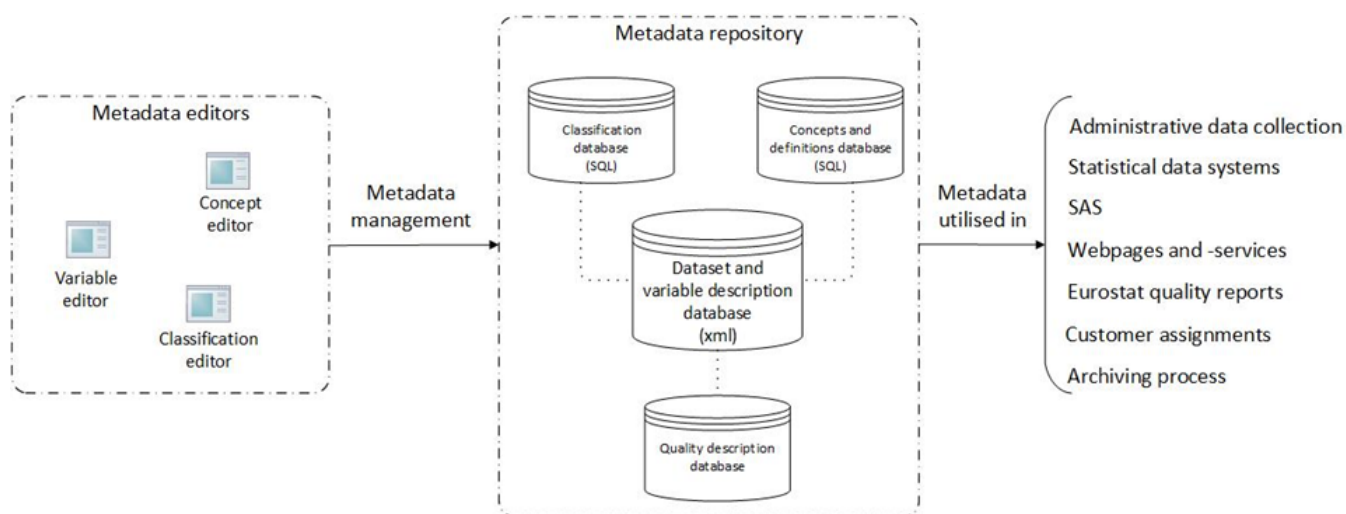 Metadata editors
Concept
editor
Variable
editor
Classification
editor
Metadata
management
Metadata repository
Classification
database
(SQL)
Concepts and
definitions database
(SQL)
Dataset and
variable description
database
(xml)
Quality description
database
Metadata
utilised in
Administrative data collection
Statistical data systems
SAS
Webpages and -services
Eurostat quality reports
Customer assignments
Archiving process